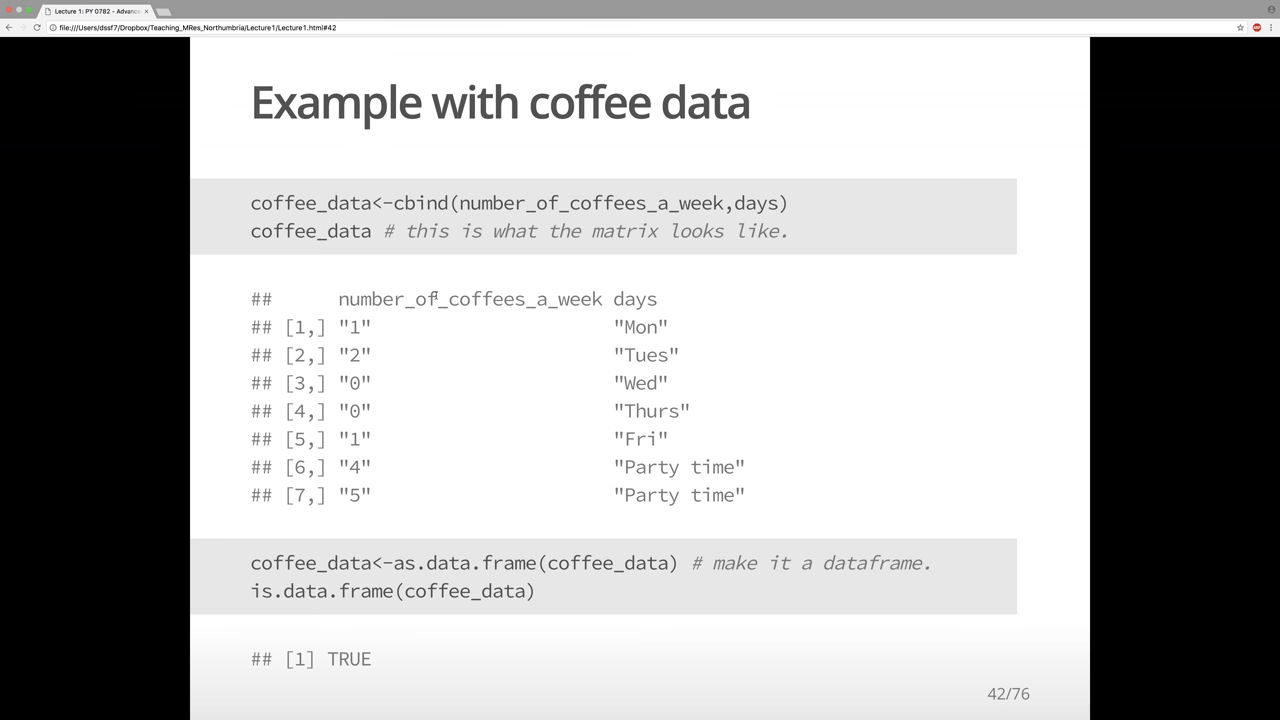 Lecture 1: PY 0782 - Advanc
file:///Users/dssf7/Dropbox/Teaching_MRes_Northumbria/Lecture1/Lecture1.html#42
Example with coffee data
coffee_data<-cbind(number_of_coffees_a_week,days)
coffee_data # this is what the matrix looks like.
##      number_of_coffees_a_week days
## [1,] "1"                      "Mon"
## [2,] "2"                      "Tues"
## [3,] "0"                      "Wed"
## [4,] "0"                      "Thurs"
## [5,] "1"                      "Fri"
## [6,] "4"                      "Party time"
## [7,] "5"                      "Party time"
coffee_data<-as.data.frame(coffee_data) # make it a dataframe.
is.data.frame(coffee_data)
## [1] TRUE
42/76